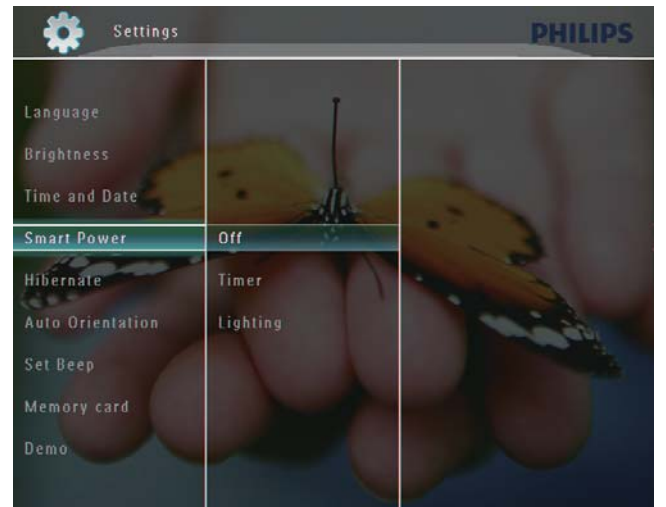 Settings
PHILIPS
Language
Brightness
Time and Date
Smart Power
Off
Hibernate
Timer
Auto Orientation
Lighting
Set Beep
Memory card
Demo